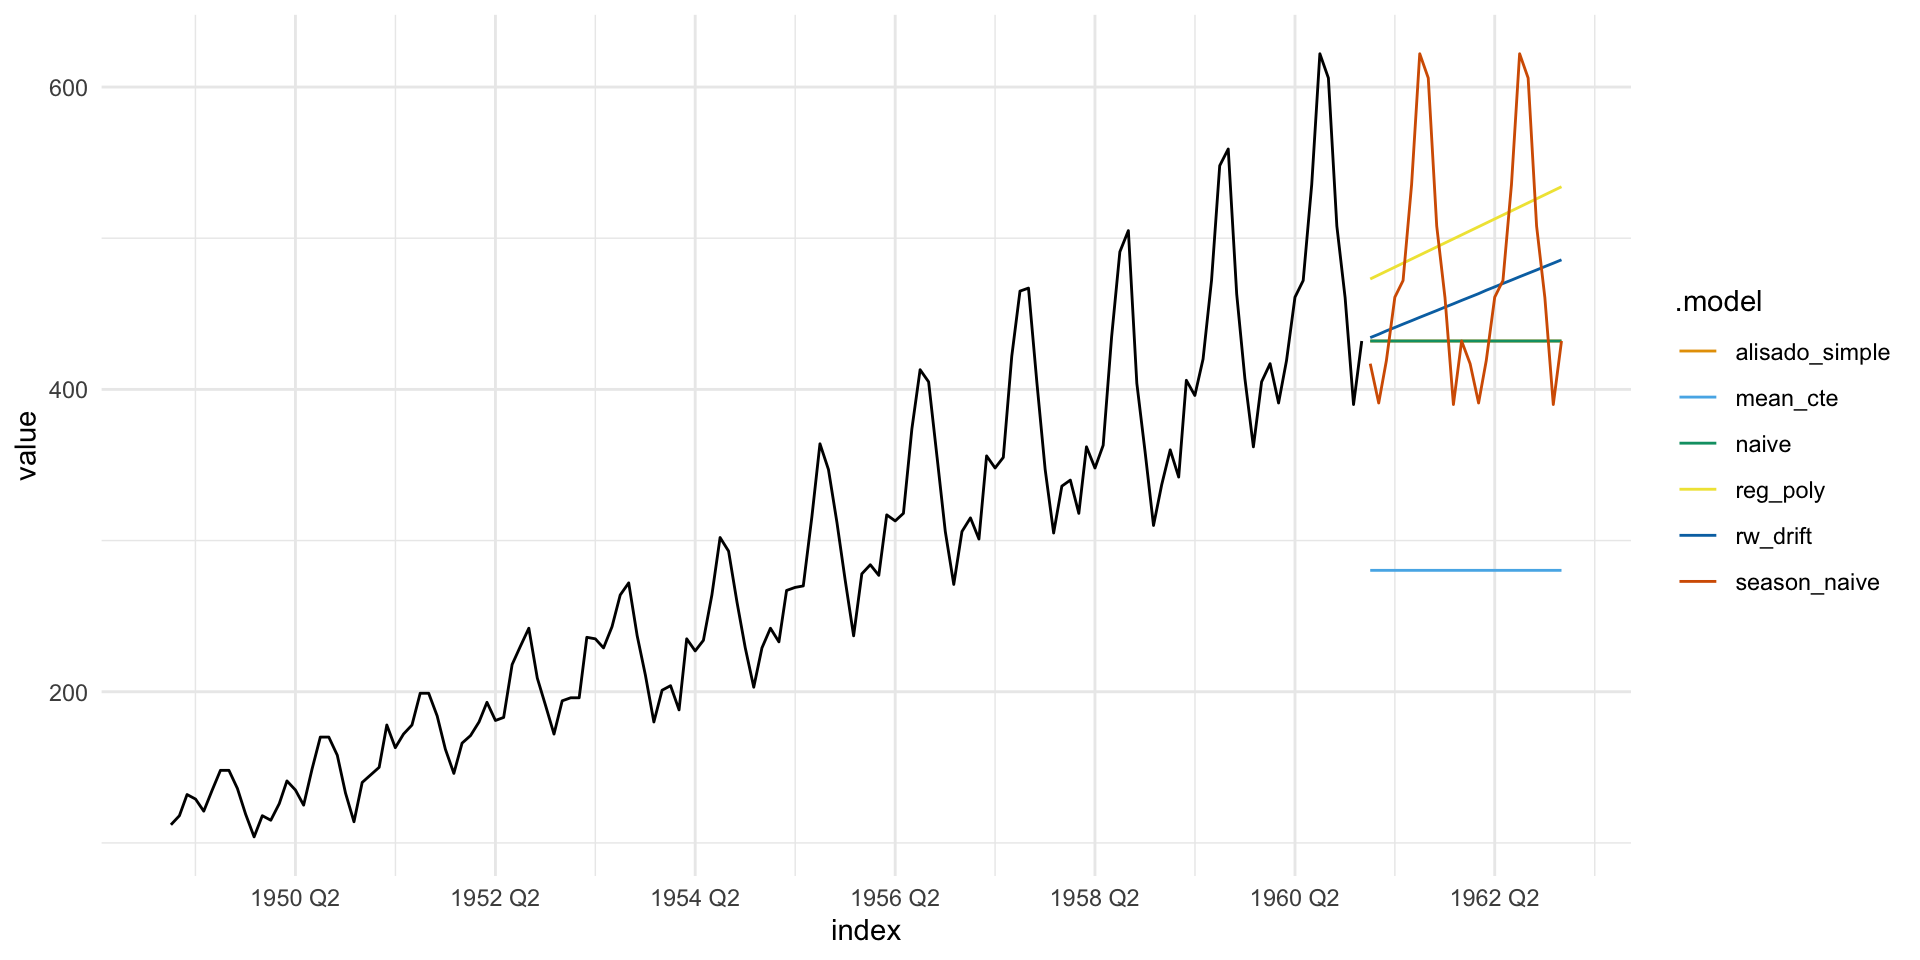 600
400
200
value
1950 Q2
1952 Q2
1954 Q2
1956 Q2
1958 Q2
1960 Q2
1962 Q2
index
.model
alisado_simple
mean_cte
naive
reg_poly
rw_drift
season_naive